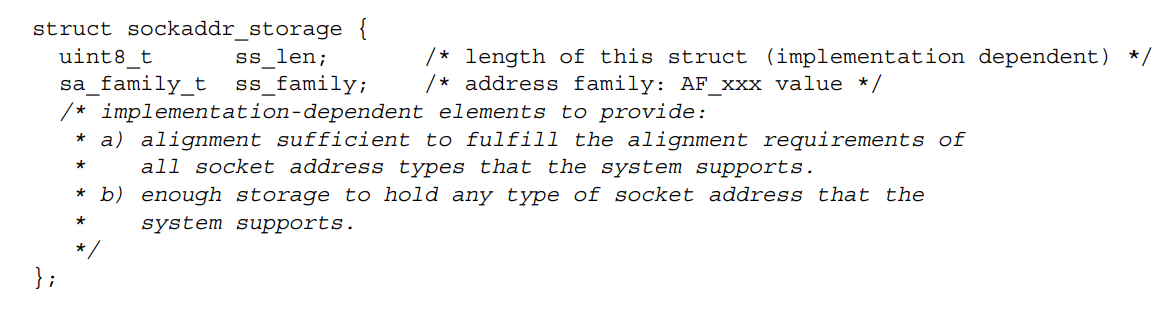 struct sockaddr_storage {
  uint8_t      ss_len;       /* length of this struct (implementation dependent) */
  sa_family_t  ss_family;    /* address family: AF_xxx value */
  /* implementation-dependent elements to provide:
   * a) alignment sufficient to fulfill the alignment requirements of
   *    all socket address types that the system supports.
   * b) enough storage to hold any type of socket address that the
   *    system supports.
   */
};